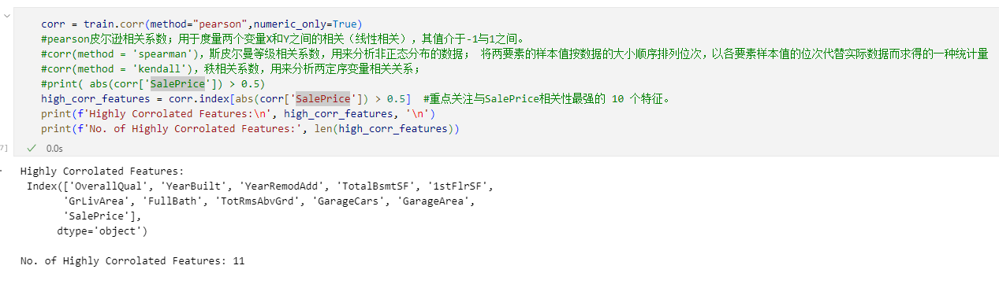 corr = train.corr(method="pearson",numeric_only=True)
#pearson皮尔逊相关系数；用于度量两个变量X和Y之间的相关（线性相关），其值介于-1与1之间。
#corr(method = 'spearman')，斯皮尔曼等级相关系数，用来分析非正态分布的数据； 将两要素的样本值按数据的大小顺序排列位次，以各要素样本值的位次代替实际数据而求得的一种统计量
#corr(method = 'kendall')，秩相关系数，用来分析两定序变量相关关系；
#print( abs(corr['SalePrice']) > 0.5)
high_corr_features = corr.index[abs(corr['SalePrice']) > 0.5]  #重点关注与SalePrice相关性最强的 10 个特征。
print(f'Highly Corrolated Features:\n', high_corr_features, '\n')
print(f'No. of Highly Corrolated Features:', len(high_corr_features))
7] 0.0s
Highly Corrolated Features:
Index(['OverallQual', 'YearBuilt', 'YearRemodAdd', 'TotalBsmtSF', '1stFlrSF',
'GrLivArea', 'FullBath', 'TotRmsAbvGrd', 'GarageCars', 'GarageArea',
'SalePrice'],
dtype='object')
No. of Highly Corrolated Features: 11